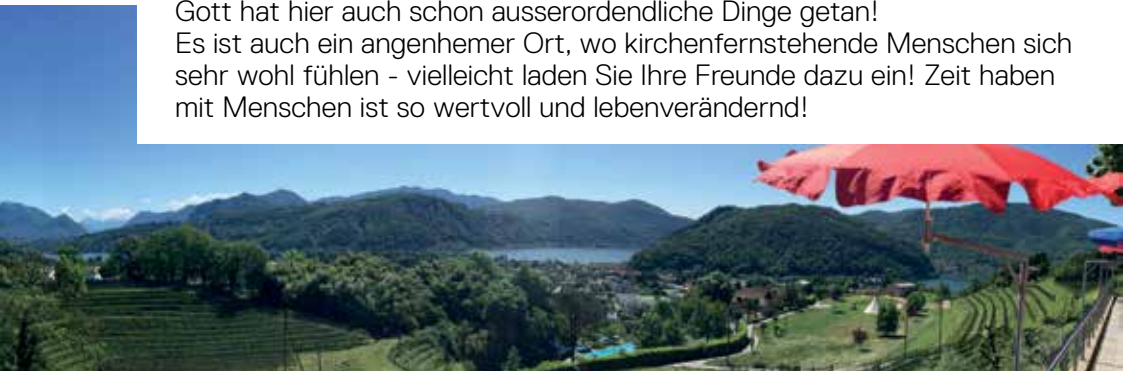 Gott hat hier auch schon ausserordendliche Dinge getan!
Es ist auch ein angenhemer Ort, wo kirchenfernstehende Menschen sich
sehr wohl fühlen - vielleicht laden Sie Ihre Freunde dazu ein! Zeit haben
mit Menschen ist so wertvoll und lebenverändernd!